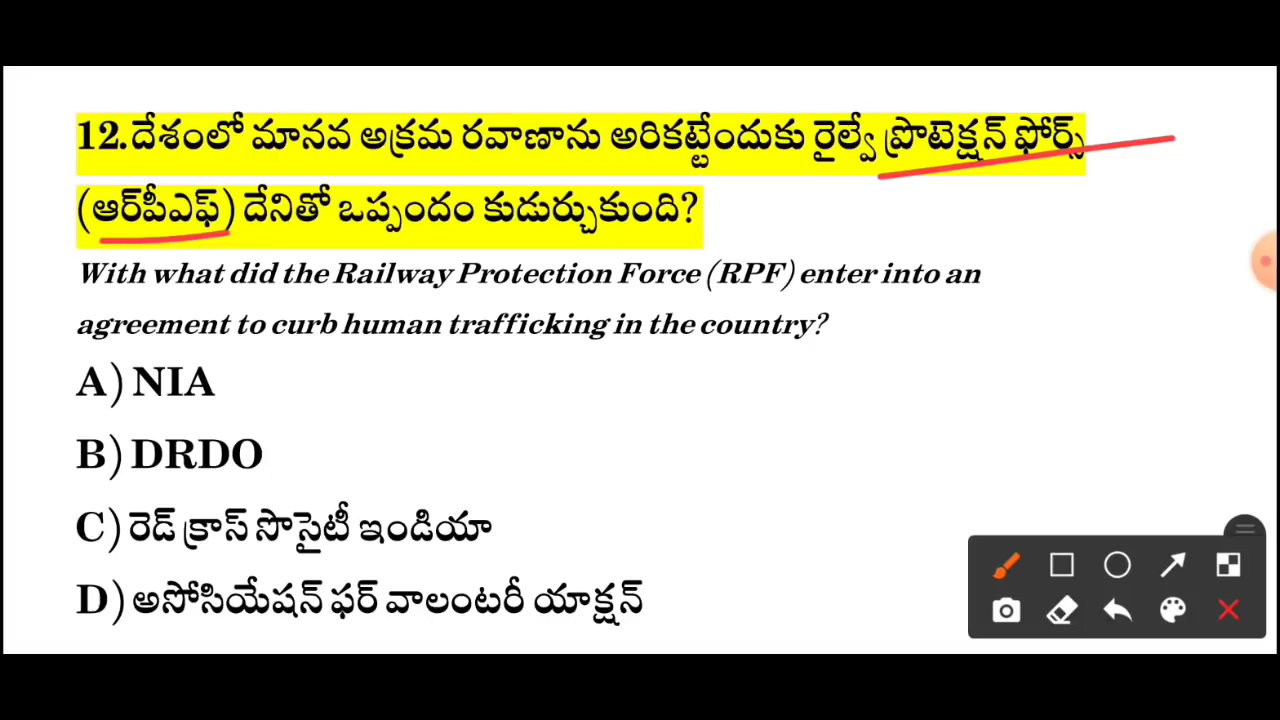 12.దేశంలో మానవ అక్రమ రవాణాను అరికట్టేందుకు రైల్వే ప్రొటెక్షన్ ఫోర్స్
(ఆర్‌పీఎఫ్) దేనితో ఒప్పందం కుదుర్చుకుంది?
With what did the Railway Protection Force (RPF) enter into an
agreement to curb human trafficking in the country?
A) NIA
B) DRDO
C) రెడ్ క్రాస్ సొసైటీ ఇండియా
D) అసోసియేషన్ ఫర్ వాలంటరీ యాక్షన్